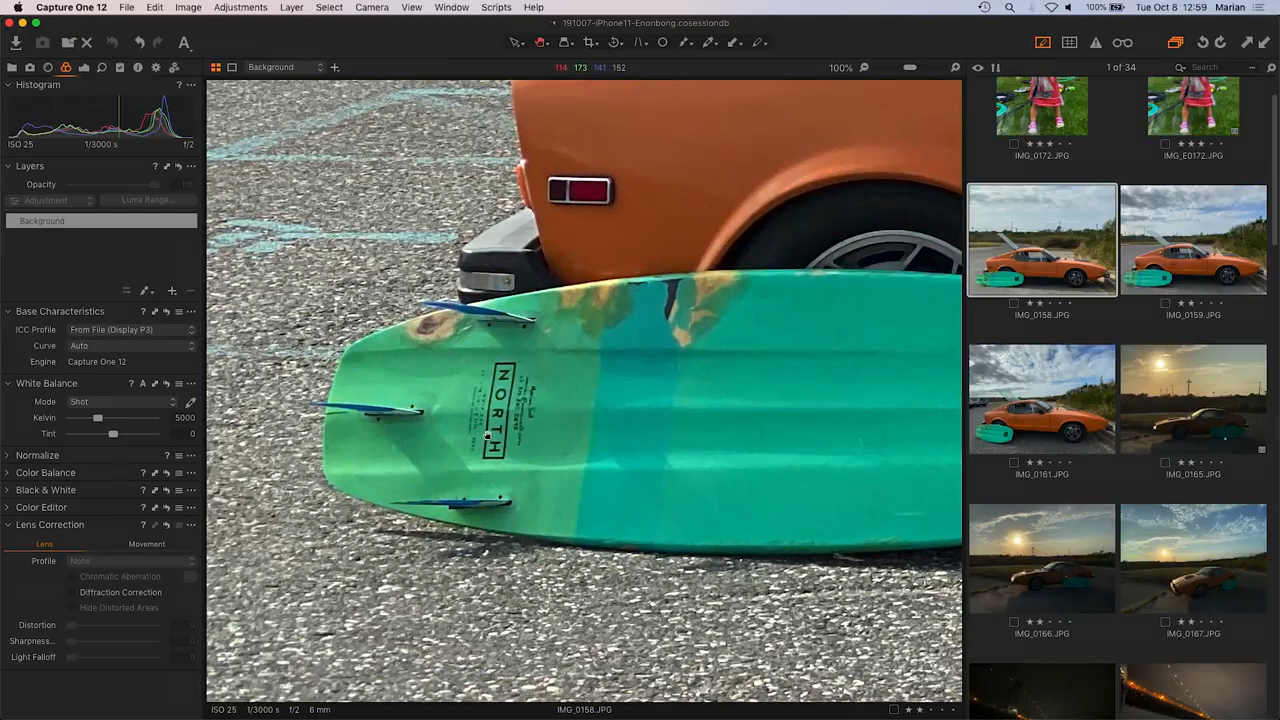 Capture One 12 File Edit Image Adjustments Layer Select Camera View Window Scripts Help 100% Tue Oct 8 12:59 Marian
191007-iPhone11-Enonbong.cosessiondb
Background 114 173 141 152 100% 1 of 34 Search
Histogram
ISO 25 1/3000 s f/2
Layers
Opacity 100
Adjustment Luma Range...
Background
Base Characteristics
ICC Profile From File (Display P3)
Curve Auto
Engine Capture One 12
White Balance
Mode Shot
Kelvin 5000
Tint 0
Normalize
Color Balance
Black & White
Color Editor
Lens Correction
Lens Movement
Profile None
Chromatic Aberration
Diffraction Correction
Hide Distorted Areas
Distortion 0
Sharpness... 0
Light Falloff 0
NORTH
IMG_0172.JPG IMG_E0172.JPG
IMG_0158.JPG IMG_0159.JPG
IMG_0161.JPG IMG_0165.JPG
IMG_0166.JPG IMG_0167.JPG
ISO 25 1/3000 s f/2 6 mm IMG_0158.JPG